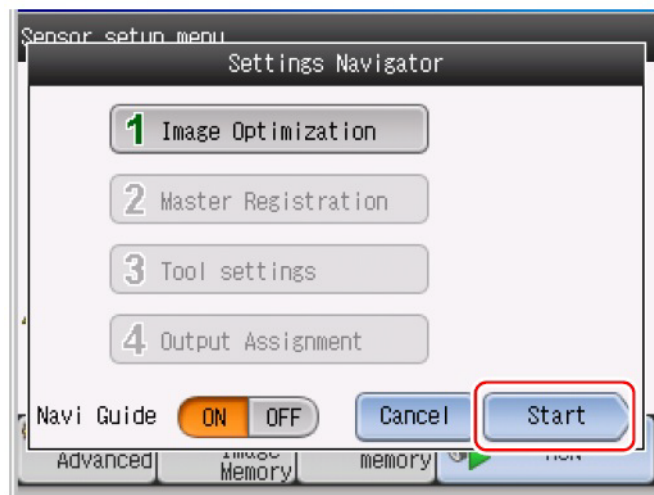 Sensor setup menu
Settings Navigator
1 Image Optimization
2 Master Registration
3 Tool settings
4 Output Assignment
Navi Guide ON OFF Cancel Start
Advanced Image Memory memory